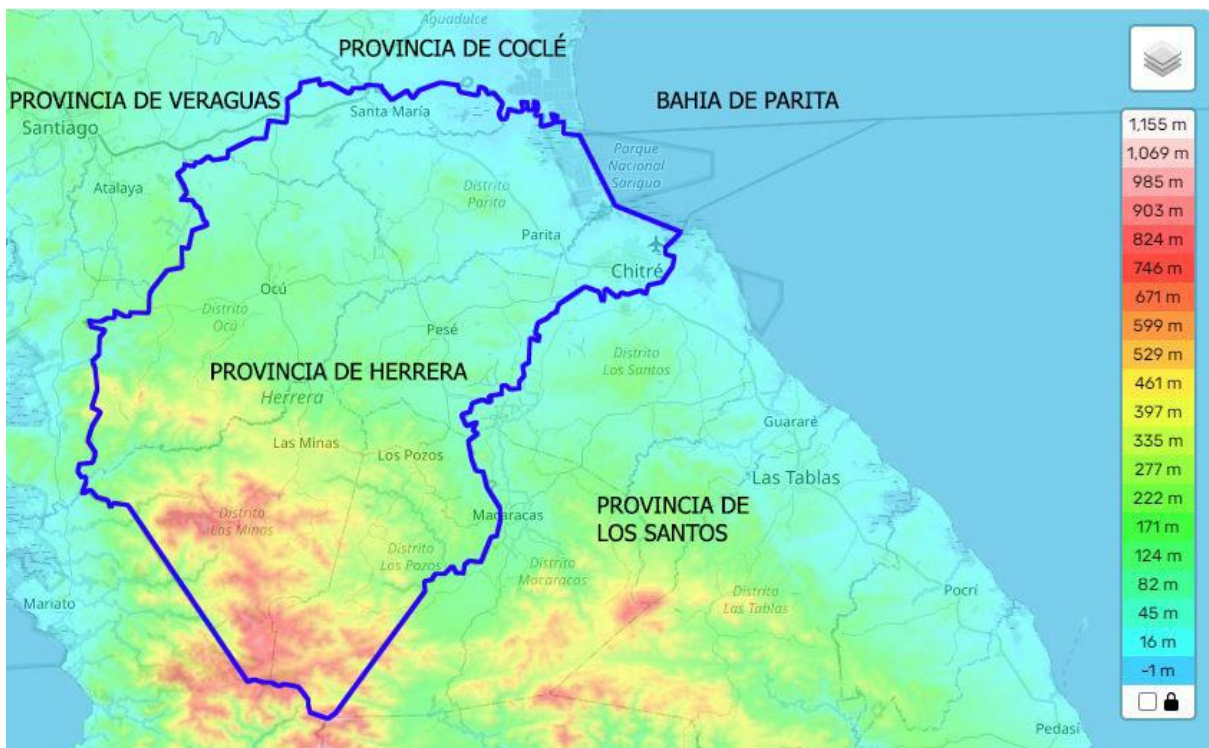 Aguadulce
PROVINCIA DE COCLÉ
PROVINCIA DE VERAGUAS
BAHIA DE PARITA
Santa María
Santiago
Parque
Nacional
Sarigua
Atalaya
Distrito
Parita
Parita
Chitré
Ocú
Distrito
Ocú
Pesé
Distrito
Los Santos
PROVINCIA DE HERRERA
Herrera
Guararé
Las Minas
Los Pozos
Las Tablas
PROVINCIA DE
LOS SANTOS
Distrito
Las Minas
Macaracas
Distrito
Los Pozos
Distrito
Macaracas
Distrito
Las Tablas
Mariato
Pocrí
Pedasí
1,155 m
1,069 m
985 m
903 m
824 m
746 m
671 m
599 m
529 m
461 m
397 m
335 m
277 m
222 m
171 m
124 m
82 m
45 m
16 m
-1 m